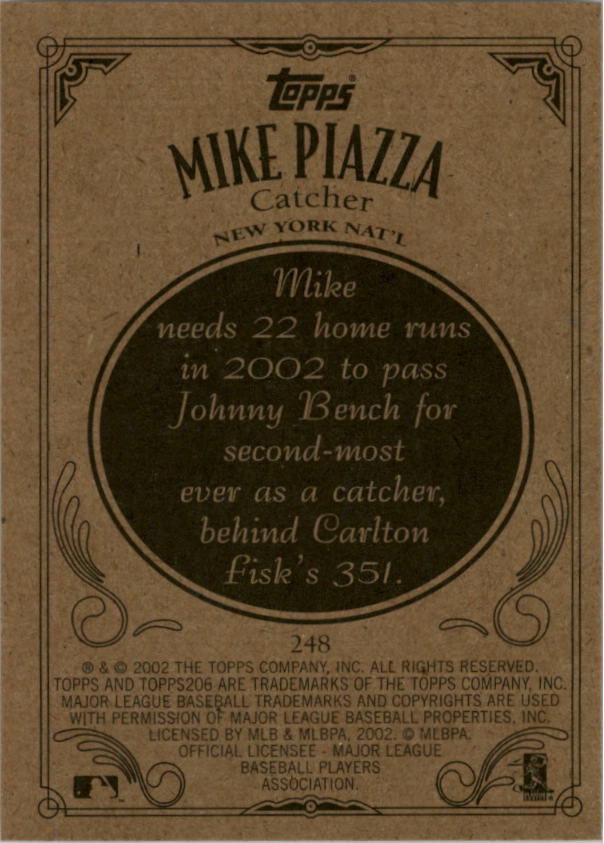 Topps®
MIKE PIAZZA
Catcher
NEW YORK NAT'L
Mike
needs 22 home runs
in 2002 to pass
Johnny Bench for
second-most
ever as a catcher,
behind Carlton
Fisk's 351.
248
® & © 2002 THE TOPPS COMPANY, INC. ALL RIGHTS RESERVED.
TOPPS AND TOPPS206 ARE TRADEMARKS OF THE TOPPS COMPANY, INC.
MAJOR LEAGUE BASEBALL TRADEMARKS AND COPYRIGHTS ARE USED
WITH PERMISSION OF MAJOR LEAGUE BASEBALL PROPERTIES, INC.
LICENSED BY MLB & MLBPA, 2002. © MLBPA.
OFFICIAL LICENSEE - MAJOR LEAGUE
BASEBALL PLAYERS
ASSOCIATION.